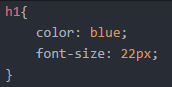 h1{
    color: blue;
    font-size: 22px;
}